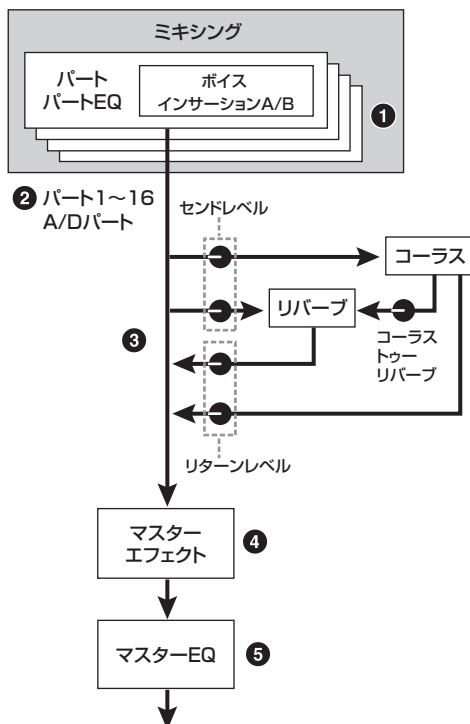 ミキシング
パート
パートEQ
ボイス
インサーションA/B
❶
❷ パート1～16
A/Dパート
センドレベル
コーラス
リバーブ
❸
コーラス
トゥー
リバーブ
リターンレベル
マスター
エフェクト
❹
マスターEQ
❺